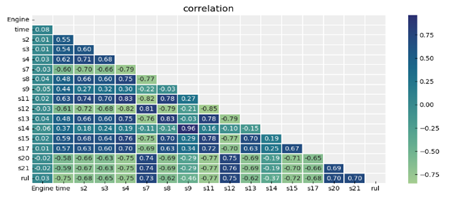 correlation
Engine
time 0.08
s2 0.01 0.55
s3 0.01 0.54 0.60
s4 0.03 0.62 0.71 0.68
s7 -0.03 -0.60 -0.70 -0.66 -0.79
s8 -0.04 0.48 0.66 0.60 0.75 -0.77
s9 -0.05 0.44 0.27 0.32 0.30 -0.22 -0.03
s11 0.02 0.63 0.74 0.70 0.83 -0.82 0.78 0.27
s12 -0.03 -0.61 -0.72 -0.68 -0.82 0.81 -0.79 -0.21 -0.85
s13 -0.04 0.48 0.66 0.60 0.75 -0.76 0.83 -0.03 0.78 -0.79
s14 -0.06 0.37 0.18 0.24 0.19 -0.11 -0.14 0.96 0.16 -0.10 -0.15
s15 0.02 0.59 0.68 0.64 0.76 -0.75 0.70 0.29 0.78 -0.77 0.70 0.19
s17 0.01 0.57 0.63 0.60 0.71 -0.69 0.63 0.34 0.72 -0.70 0.63 0.25 0.67
s20 -0.02 -0.58 -0.66 -0.63 -0.75 0.74 -0.69 -0.29 -0.77 0.75 -0.69 -0.19 -0.71 -0.65
s21 -0.02 -0.59 -0.67 -0.63 -0.75 0.74 -0.69 -0.29 -0.77 0.76 -0.69 -0.20 -0.72 -0.66 0.69
rul 0.03 -0.75 -0.68 -0.65 -0.75 0.73 -0.62 -0.46 -0.77 0.75 -0.62 -0.37 -0.72 -0.68 0.70 0.70
Engine time s2 s3 s4 s7 s8 s9 s11 s12 s13 s14 s15 s17 s20 s21 rul
0.75
0.50
0.25
0.00
-0.25
-0.50
-0.75